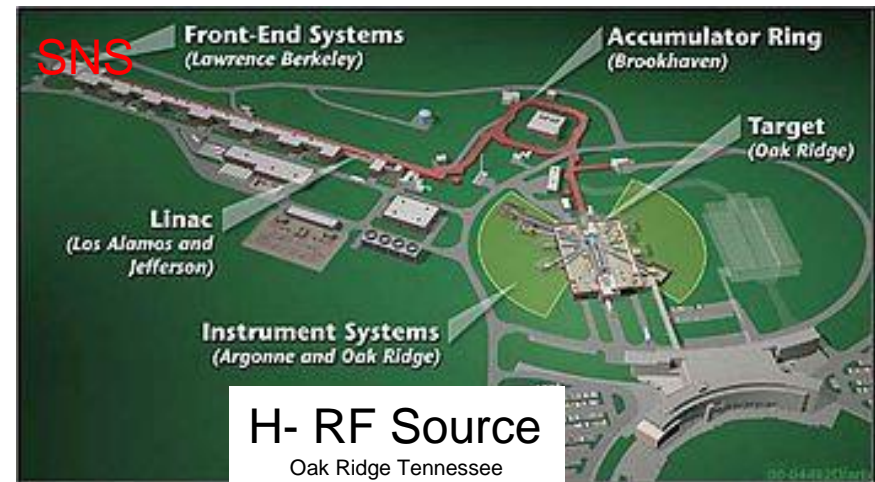 SNS
Front-End Systems
(Lawrence Berkeley)
Accumulator Ring
(Brookhaven)
Target
(Oak Ridge)
Linac
(Los Alamos and
Jefferson)
Instrument Systems
(Argonne and Oak Ridge)
H- RF Source
Oak Ridge Tennessee